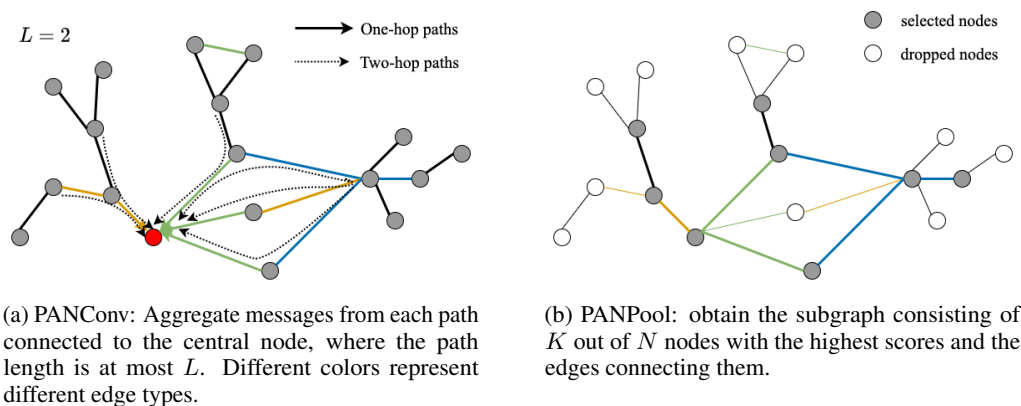 L = 2
One-hop paths
Two-hop paths
selected nodes
dropped nodes
(a) PANConv: Aggregate messages from each path
connected to the central node, where the path
length is at most L. Different colors represent
different edge types.
(b) PANPool: obtain the subgraph consisting of
K out of N nodes with the highest scores and the
edges connecting them.